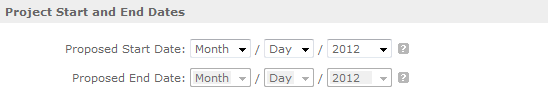 Project Start and End Dates
Proposed Start Date: Month / Day / 2012 ?
Proposed End Date: Month / Day / 2012 ?